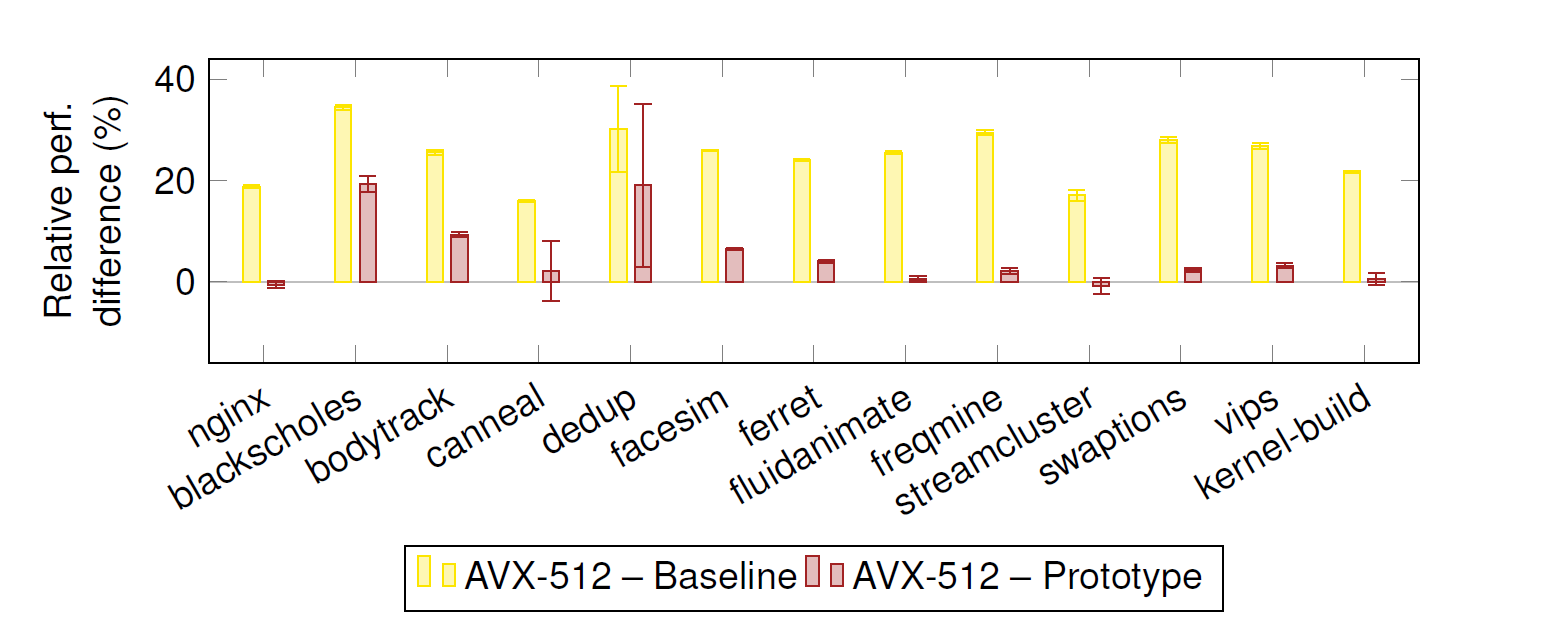 Relative perf.
difference (%)
40
20
0
nginx
blackscholes
bodytrack
canneal
dedup
facesim
ferret
fluidanimate
freqmine
streamcluster
swaptions
vips
kernel-build
AVX-512 – Baseline AVX-512 – Prototype